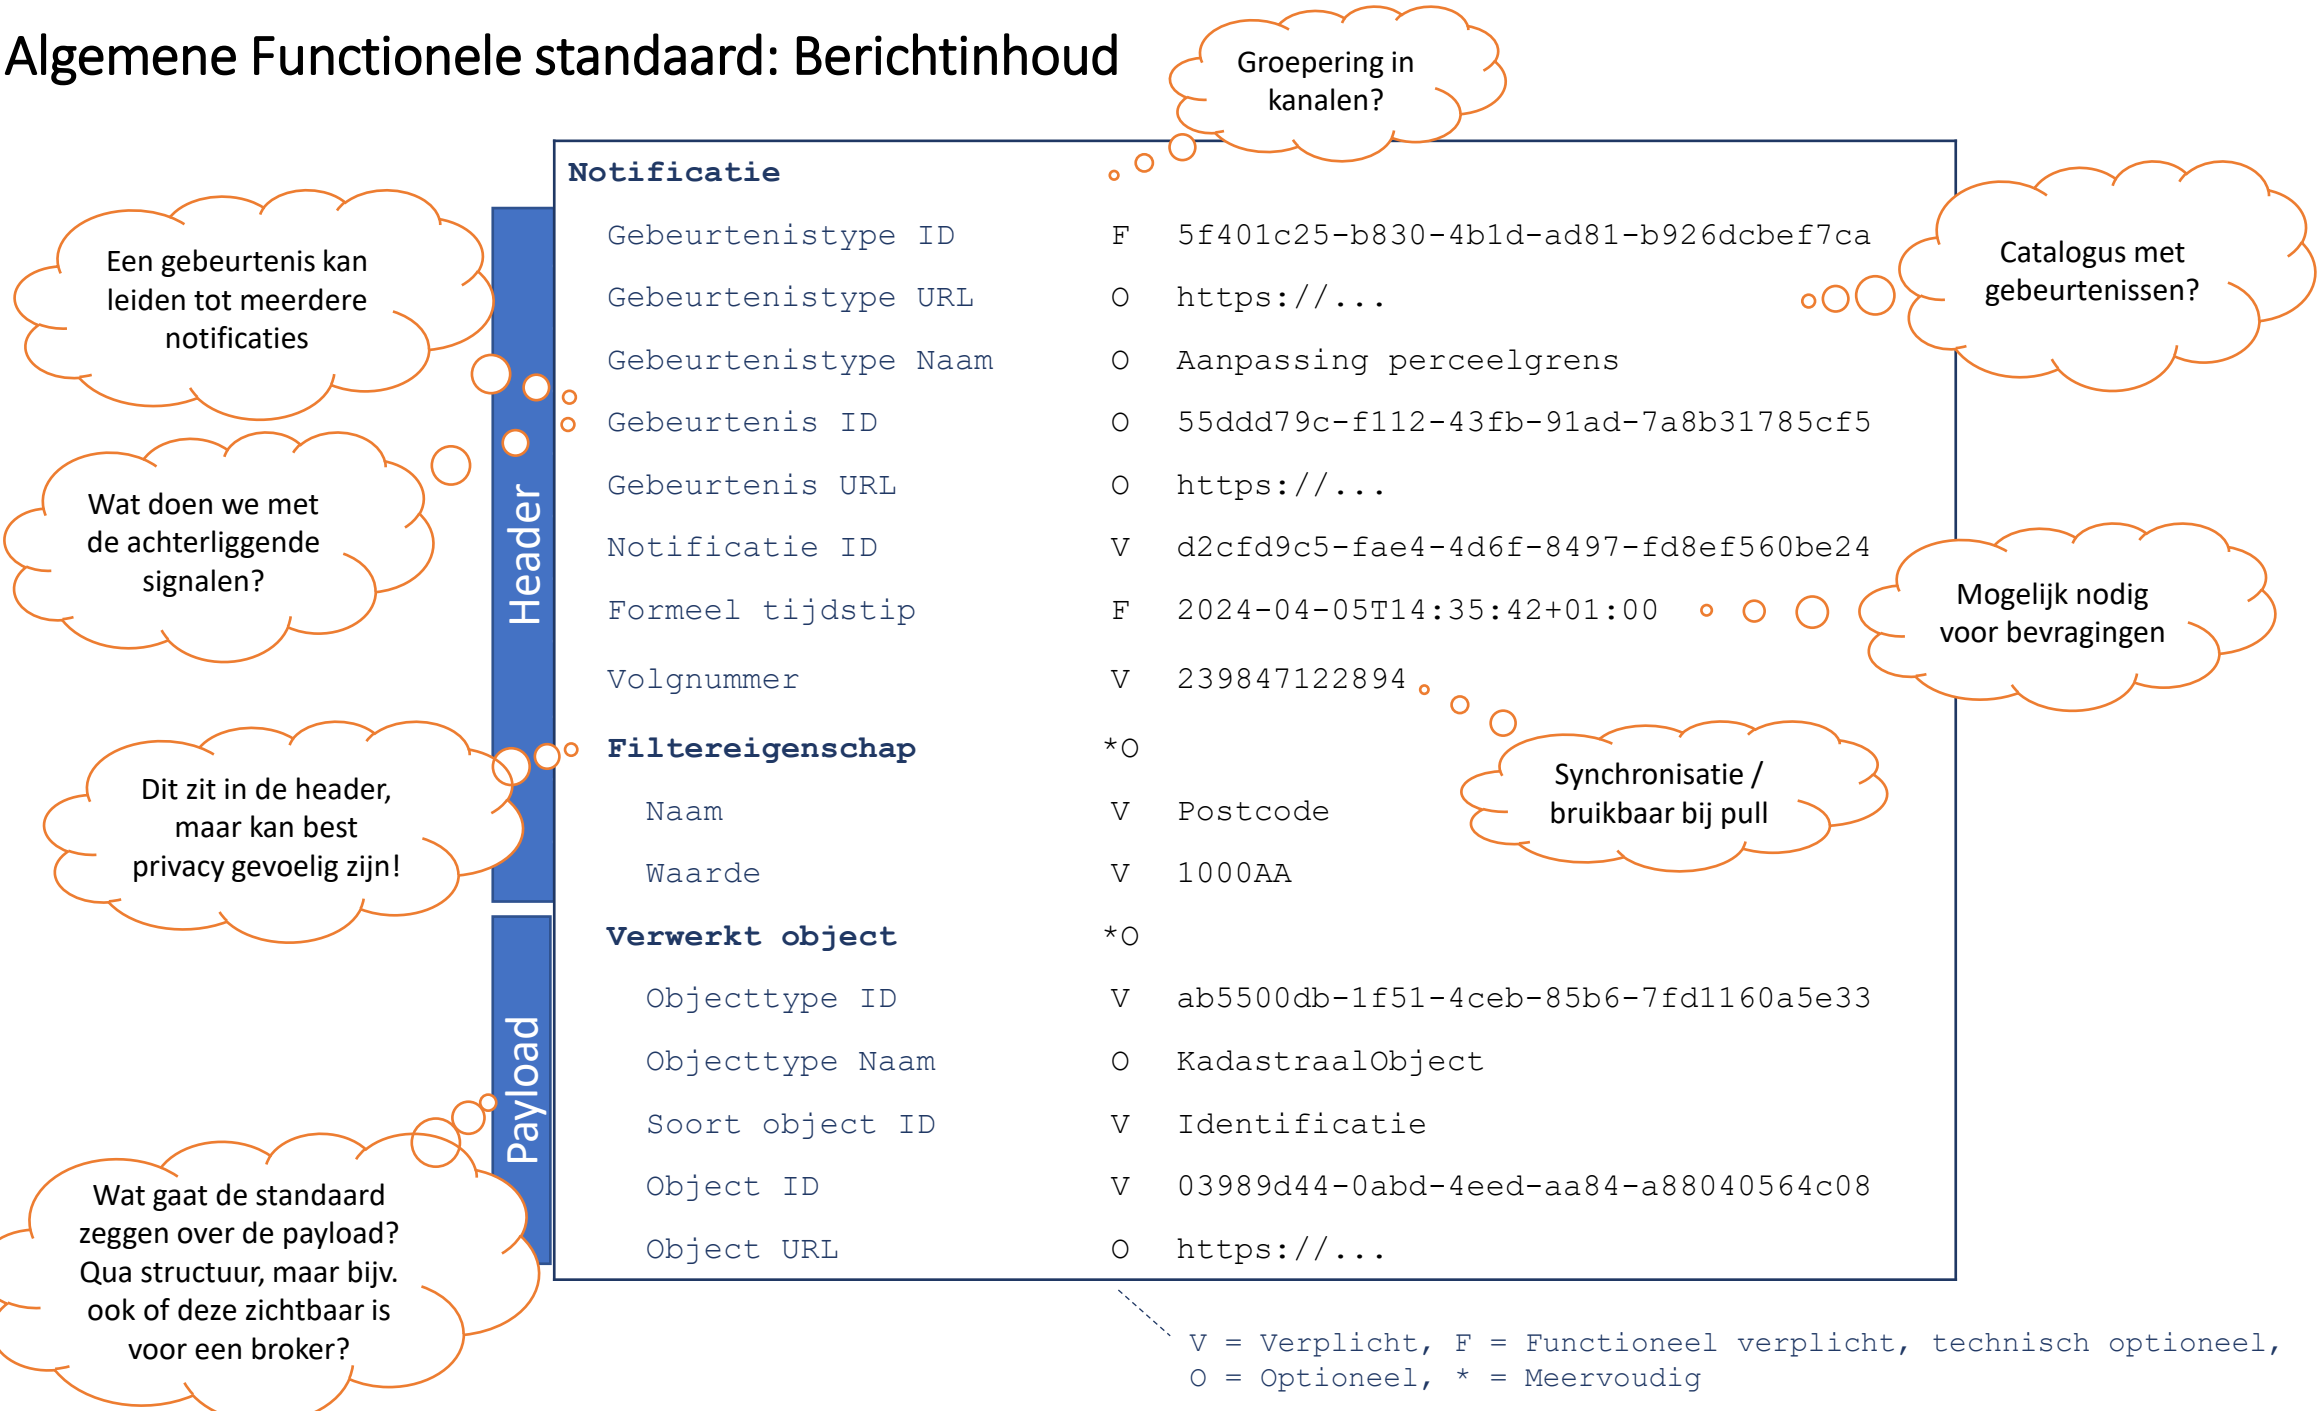 Algemene Functionele standaard: Berichtinhoud
Groepering in
kanalen?
Notificatie
Gebeurtenistype ID F 5f401c25-b830-4b1d-ad81-b926dcbef7ca
Gebeurtenistype URL O https://...
Gebeurtenistype Naam O Aanpassing perceelgrens
Gebeurtenis ID O 55ddd79c-f112-43fb-91ad-7a8b31785cf5
Gebeurtenis URL O https://...
Notificatie ID V d2cfd9c5-fae4-4d6f-8497-fd8ef560be24
Formeel tijdstip F 2024-04-05T14:35:42+01:00
Volgnummer V 239847122894
Filtereigenschap *O
Naam V Postcode
Waarde V 1000AA
Verwerkt object *O
Objecttype ID V ab5500db-1f51-4ceb-85b6-7fd1160a5e33
Objecttype Naam O KadastraalObject
Soort object ID V Identificatie
Object ID V 03989d44-0abd-4eed-aa84-a88040564c08
Object URL O https://...
Header
Payload
Een gebeurtenis kan
leiden tot meerdere
notificaties
Wat doen we met
de achterliggende
signalen?
Dit zit in de header,
maar kan best
privacy gevoelig zijn!
Wat gaat de standaard
zeggen over de payload?
Qua structuur, maar bijv.
ook of deze zichtbaar is
voor een broker?
Catalogus met
gebeurtenissen?
Mogelijk nodig
voor bevragingen
Synchronisatie /
bruikbaar bij pull
V = Verplicht, F = Functioneel verplicht, technisch optioneel,
O = Optioneel, * = Meervoudig